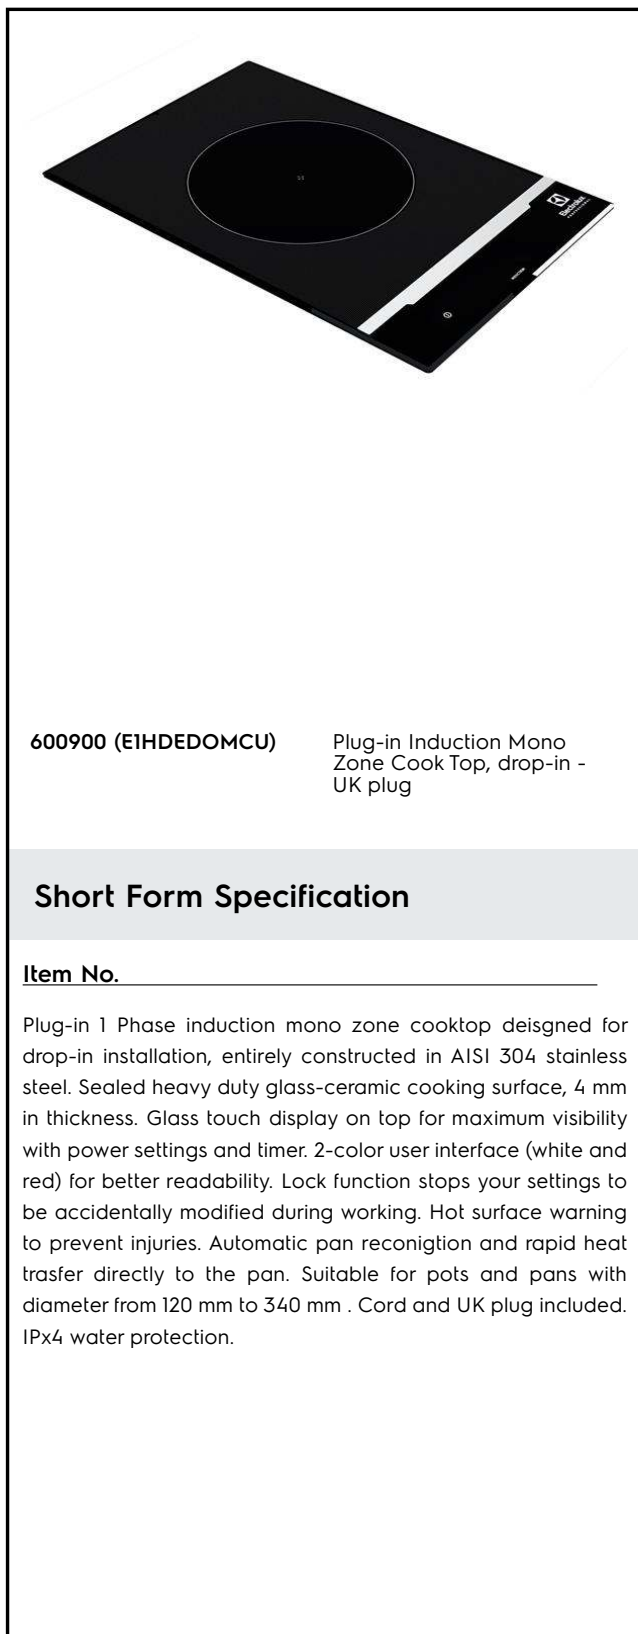 Electrolux
PROFESSIONAL
600900 (E1HDEDOMCU)
Plug-in Induction Mono
Zone Cook Top, drop-in -
UK plug
Short Form Specification
Item No.
Plug-in 1 Phase induction mono zone cooktop deisgned for
drop-in installation, entirely constructed in AISI 304 stainless
steel. Sealed heavy duty glass-ceramic cooking surface, 4 mm
in thickness. Glass touch display on top for maximum visibility
with power settings and timer. 2-color user interface (white and
red) for better readability. Lock function stops your settings to
be accidentally modified during working. Hot surface warning
to prevent injuries. Automatic pan reconigtion and rapid heat
trasfer directly to the pan. Suitable for pots and pans with
diameter from 120 mm to 340 mm . Cord and UK plug included.
IPx4 water protection.